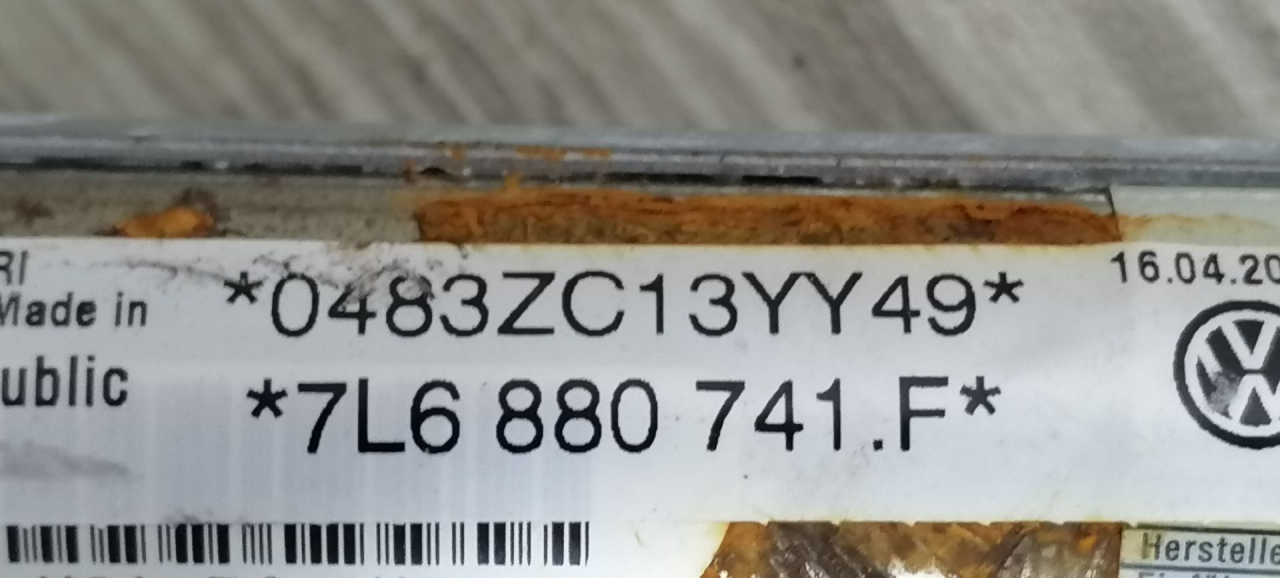 RI
Made in
ublic
*0483ZC13YY49*
*7L6 880 741.F*
16.04.20
Herstelle